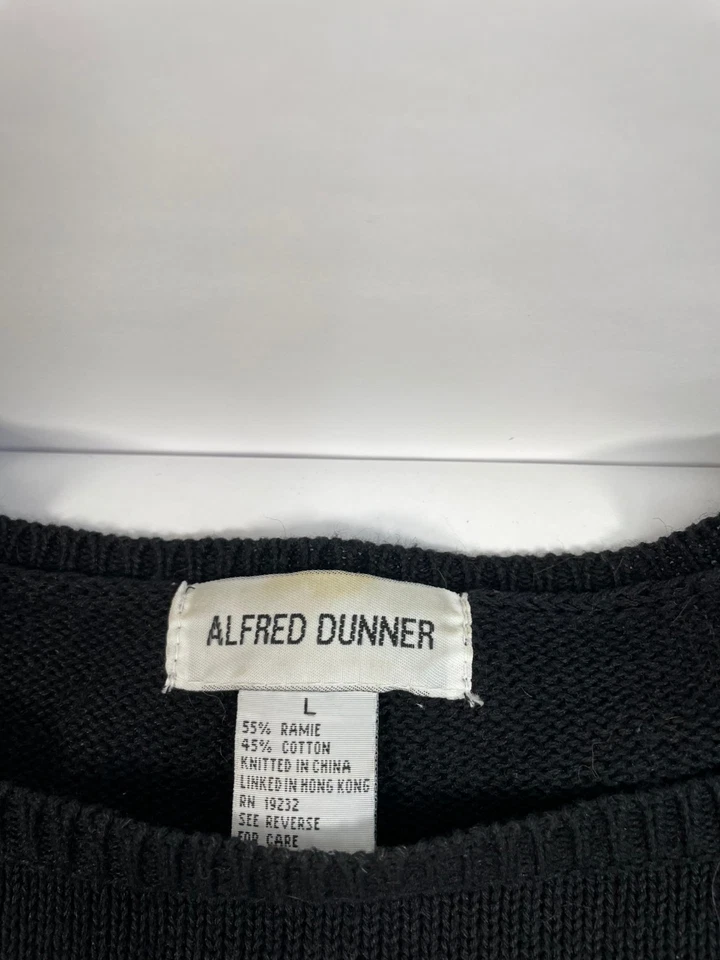 ALFRED DUNNER
L
55% RAMIE
45% COTTON
KNITTED IN CHINA
LINKED IN HONG KONG
RN 19232
SEE REVERSE
FOR CARE